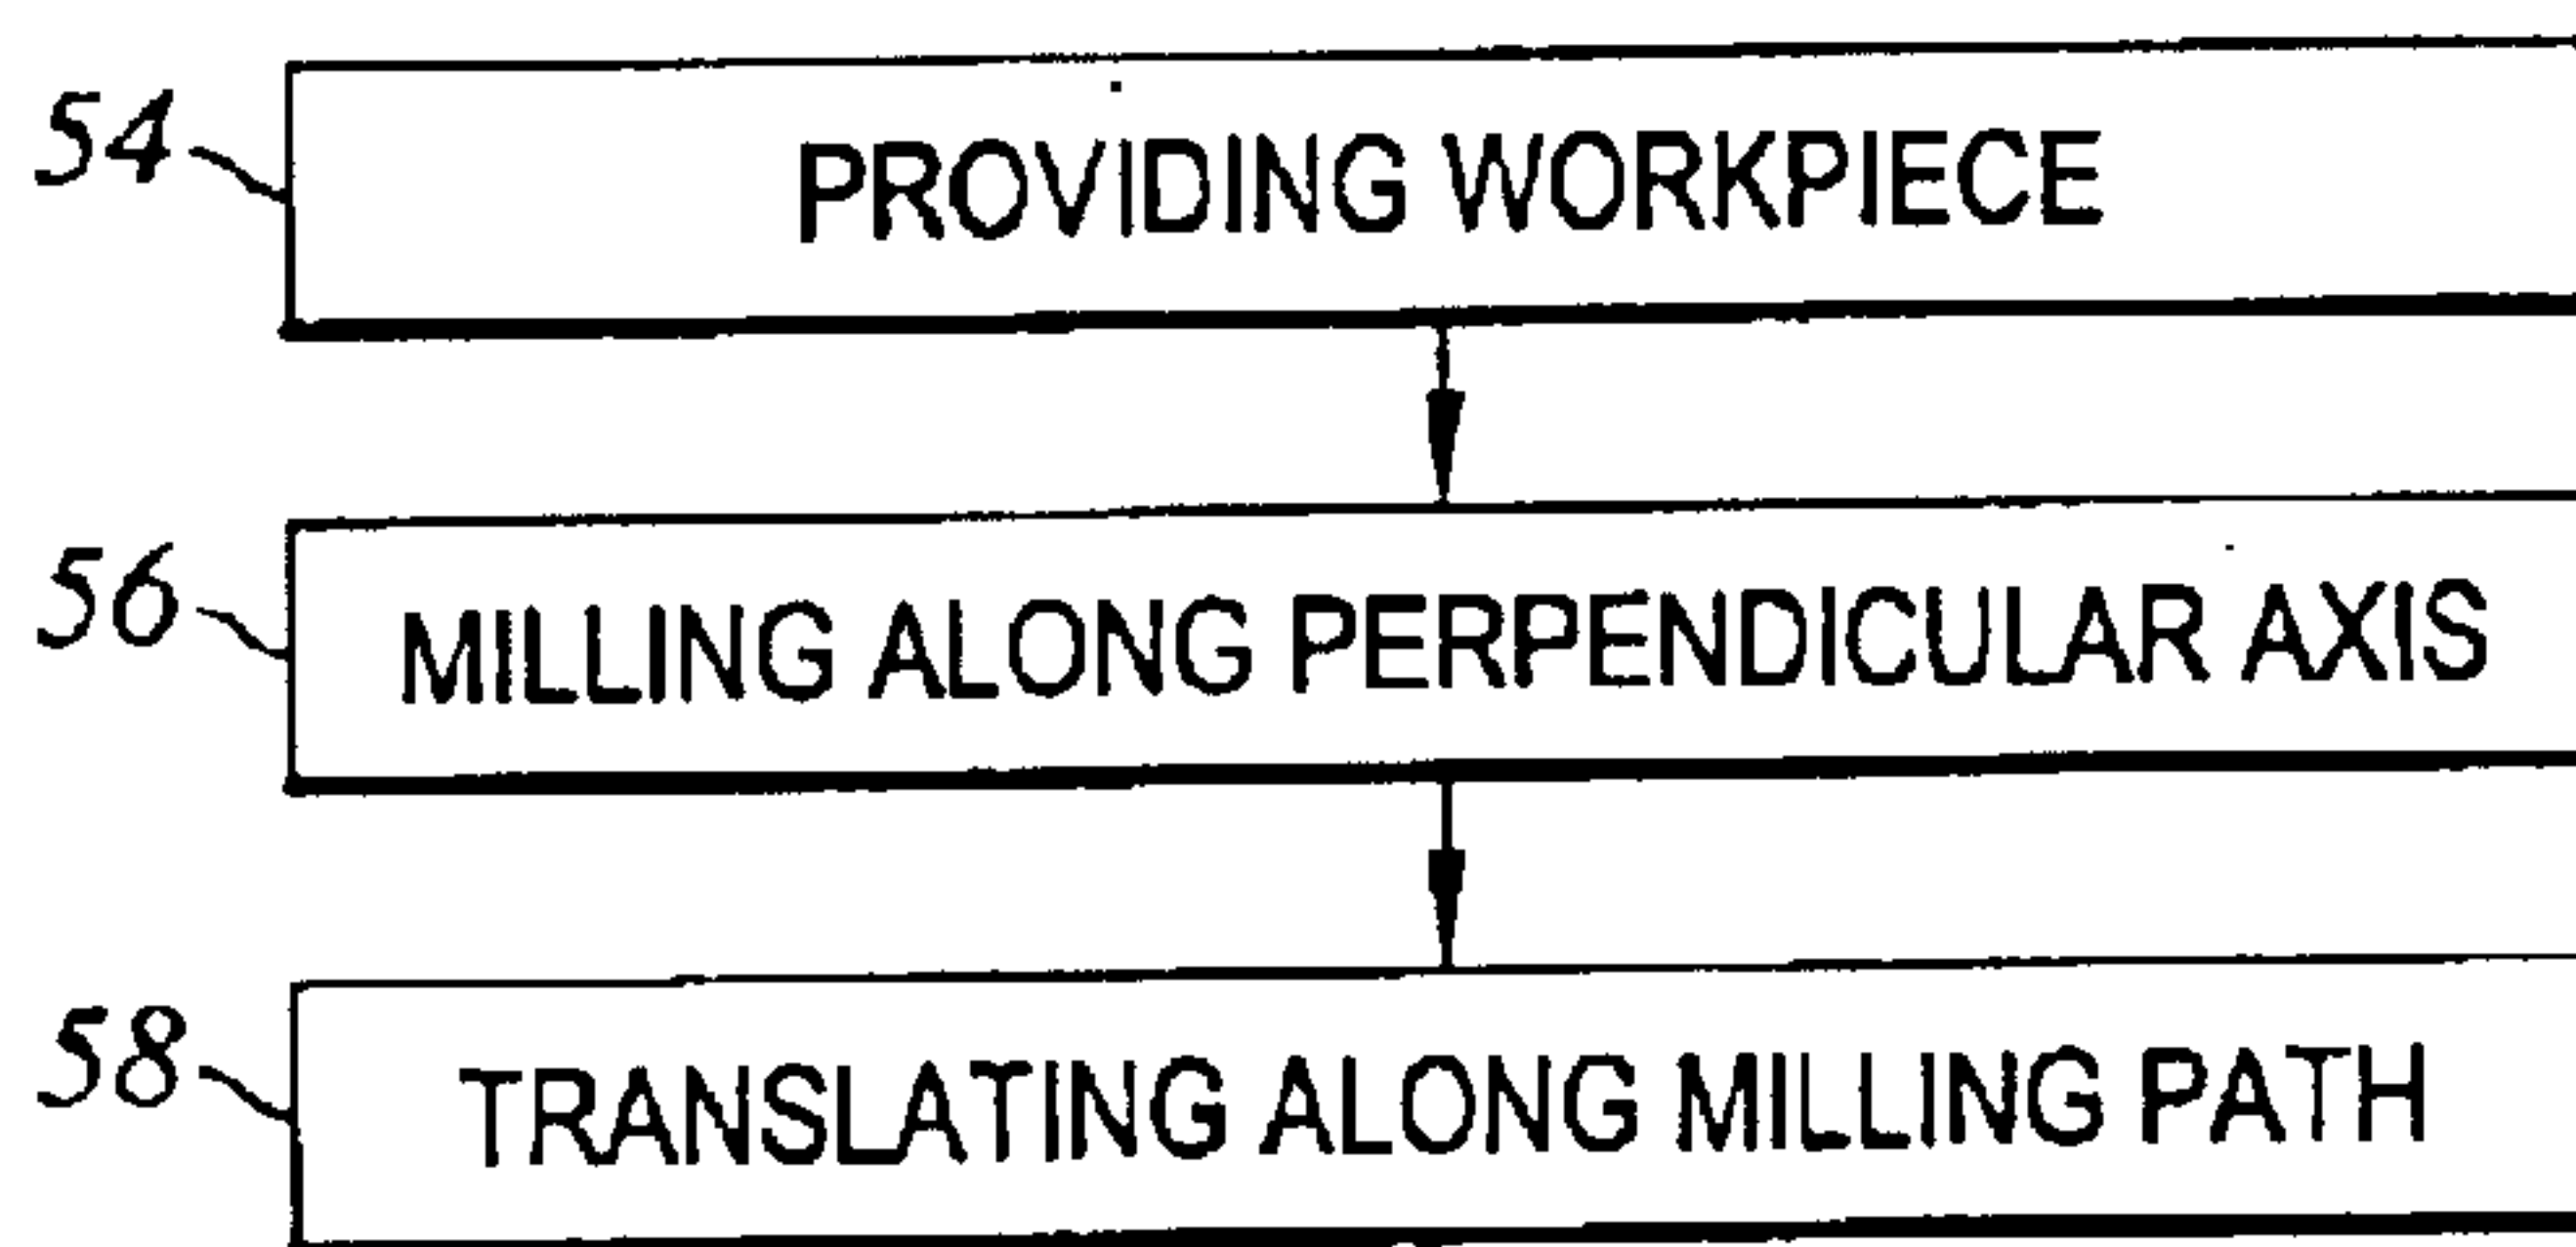 54 PROVIDING WORKPIECE
56 MILLING ALONG PERPENDICULAR AXIS
58 TRANSLATING ALONG MILLING PATH